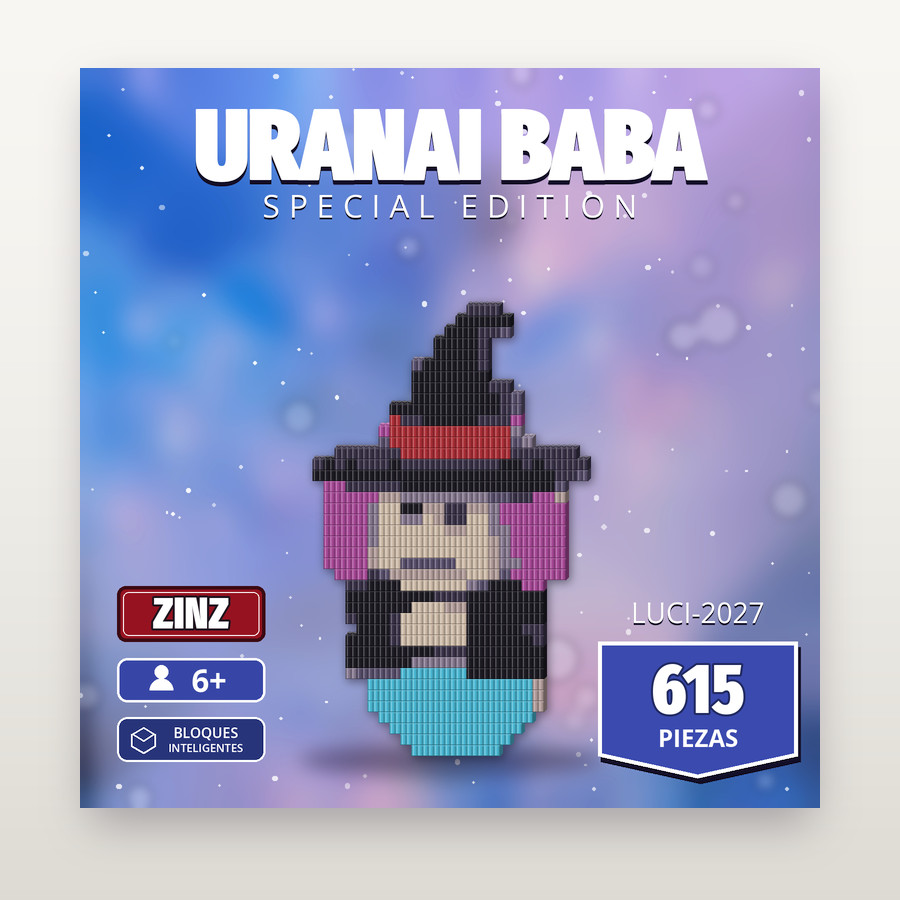 URANAI BABA
SPECIAL EDITION
ZINZ
6+
BLOQUES
INTELIGENTES
LUCI-2027
615
PIEZAS